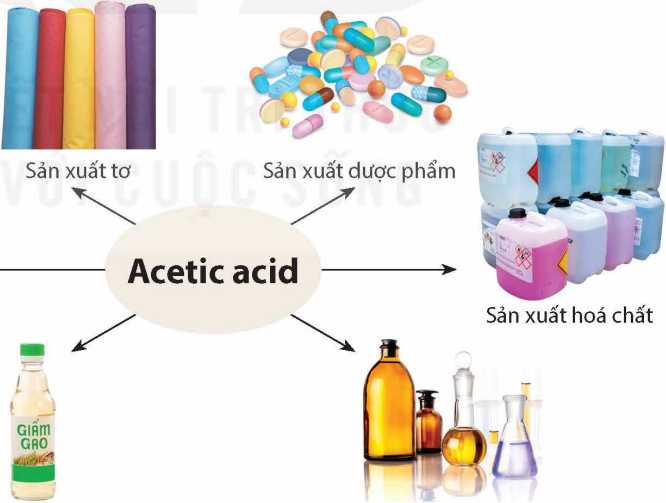 Sản xuất tơ
Sản xuất dược phẩm
Acetic acid
Sản xuất hoá chất
GIẤM
GẠO